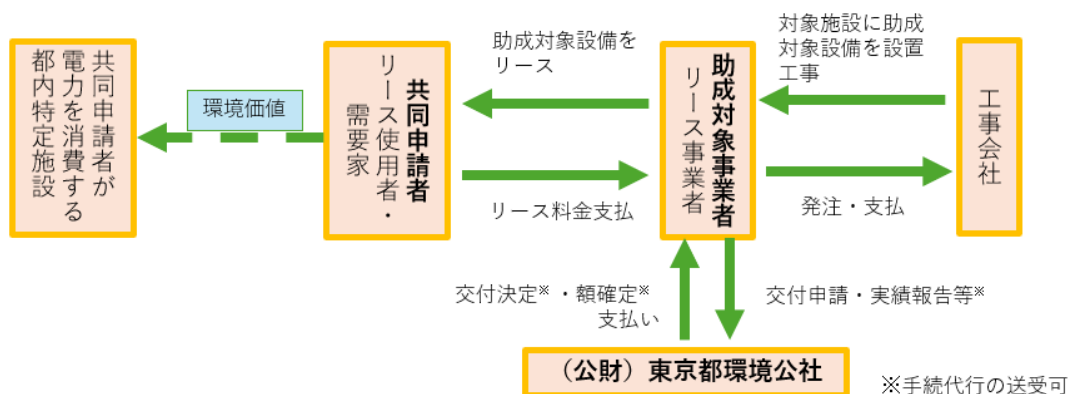 共同申請者が
電力を消費する
都内特定施設
環境価値
共同申請者
リース使用者・
需要家
助成対象設備を
リース
リース料金支払
助成対象事業者
リース事業者
対象施設に助成
対象設備を設置
工事
発注・支払
工事会社
交付決定※・額確定※
支払い
交付申請・実績報告等※
（公財）東京都環境公社
※手続代行の送受可